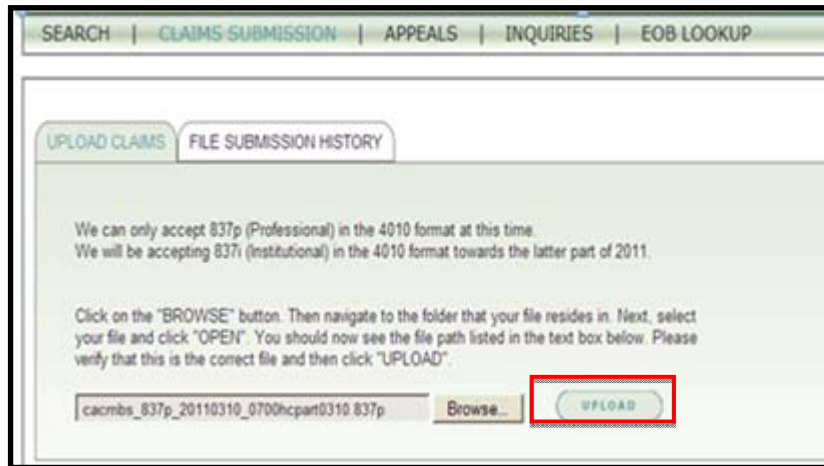 SEARCH | CLAIMS SUBMISSION | APPEALS | INQUIRIES | EOB LOOKUP
UPLOAD CLAIMS FILE SUBMISSION HISTORY
We can only accept 837p (Professional) in the 4010 format at this time.
We will be accepting 837i (Institutional) in the 4010 format towards the latter part of 2011.
Click on the "BROWSE" button. Then navigate to the folder that your file resides in. Next, select
your file and click "OPEN". You should now see the file path listed in the text box below. Please
verify that this is the correct file and then click "UPLOAD".
cacmbs_837p_20110310_0700hcpart0310.837p Browse... UPLOAD